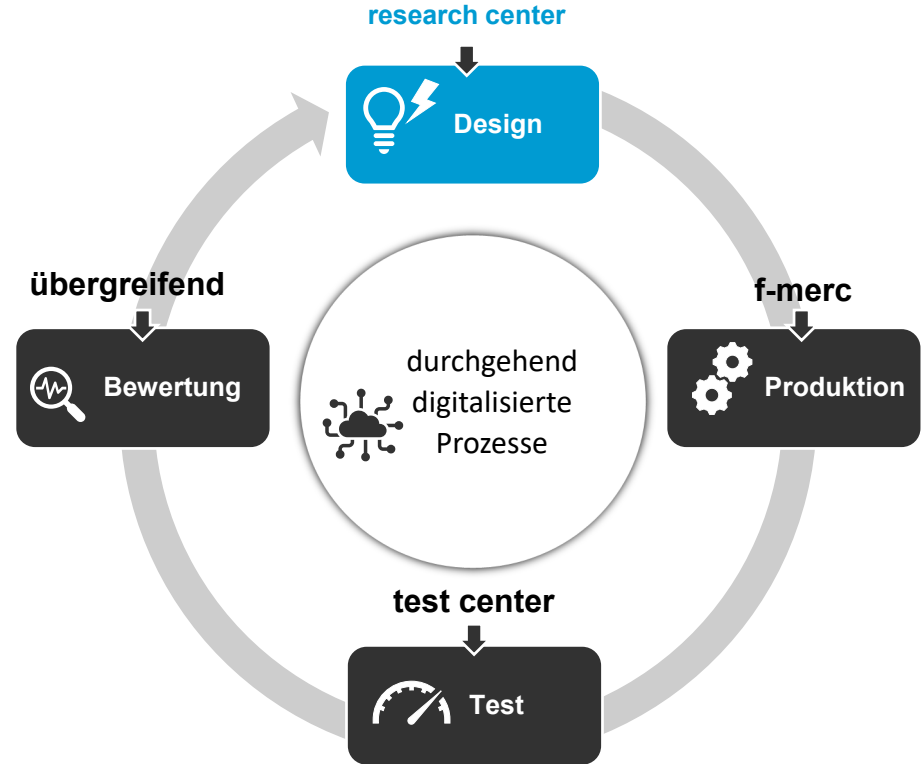 research center
Design
übergreifend
f-merc
Bewertung
durchgehend
digitalisierte
Prozesse
Produktion
test center
Test